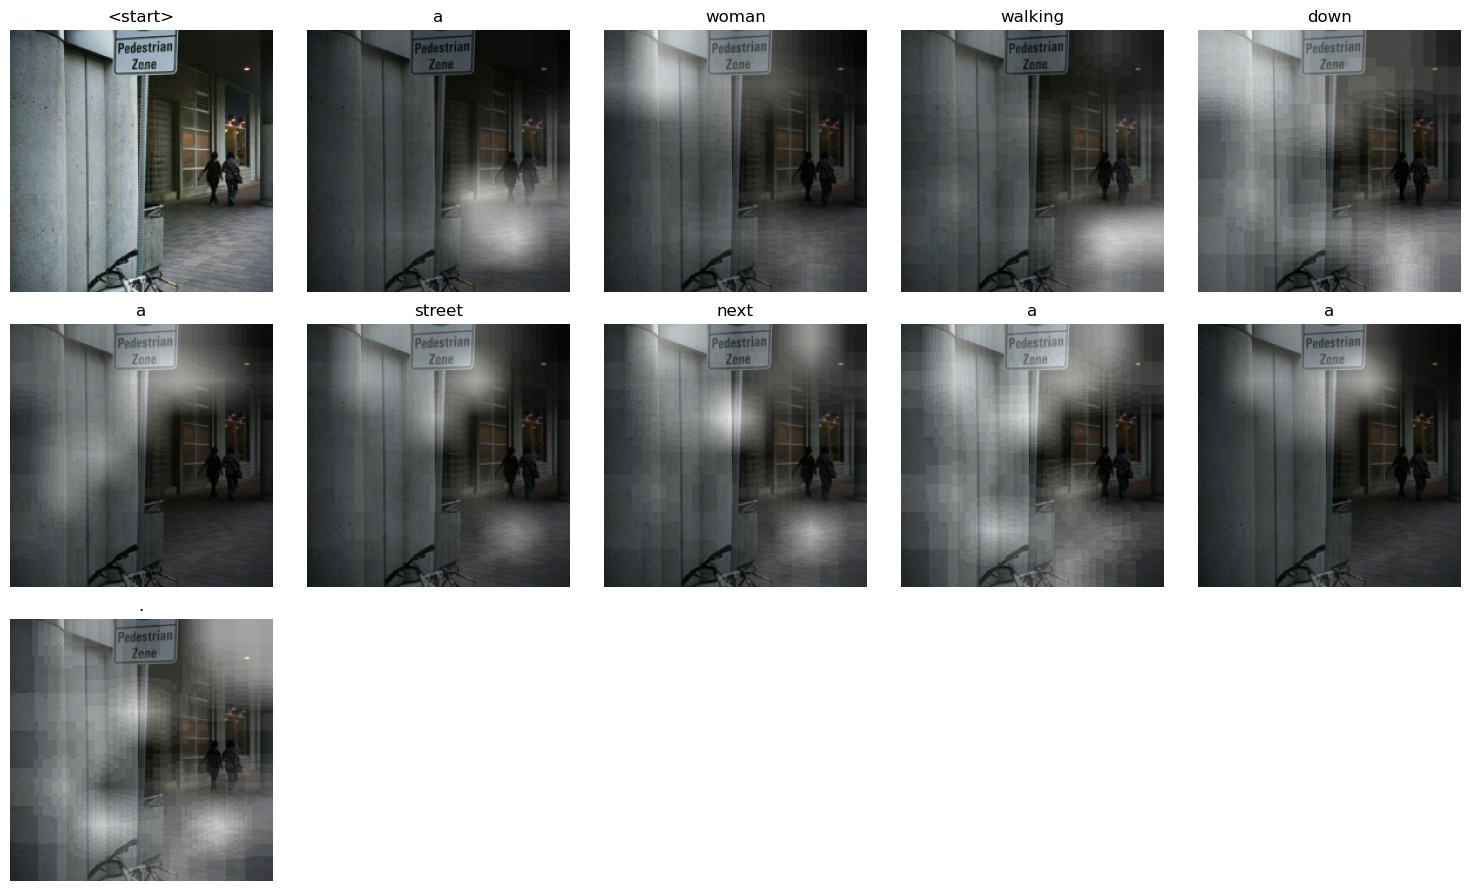 <start> a woman walking down
Pedestrian Zone Pedestrian Zone Pedestrian Zone Pedestrian Zone Pedestrian Zone
a street next a a
Pedestrian Zone Pedestrian Zone Pedestrian Zone Pedestrian Zone Pedestrian Zone
.
Pedestrian
Zone